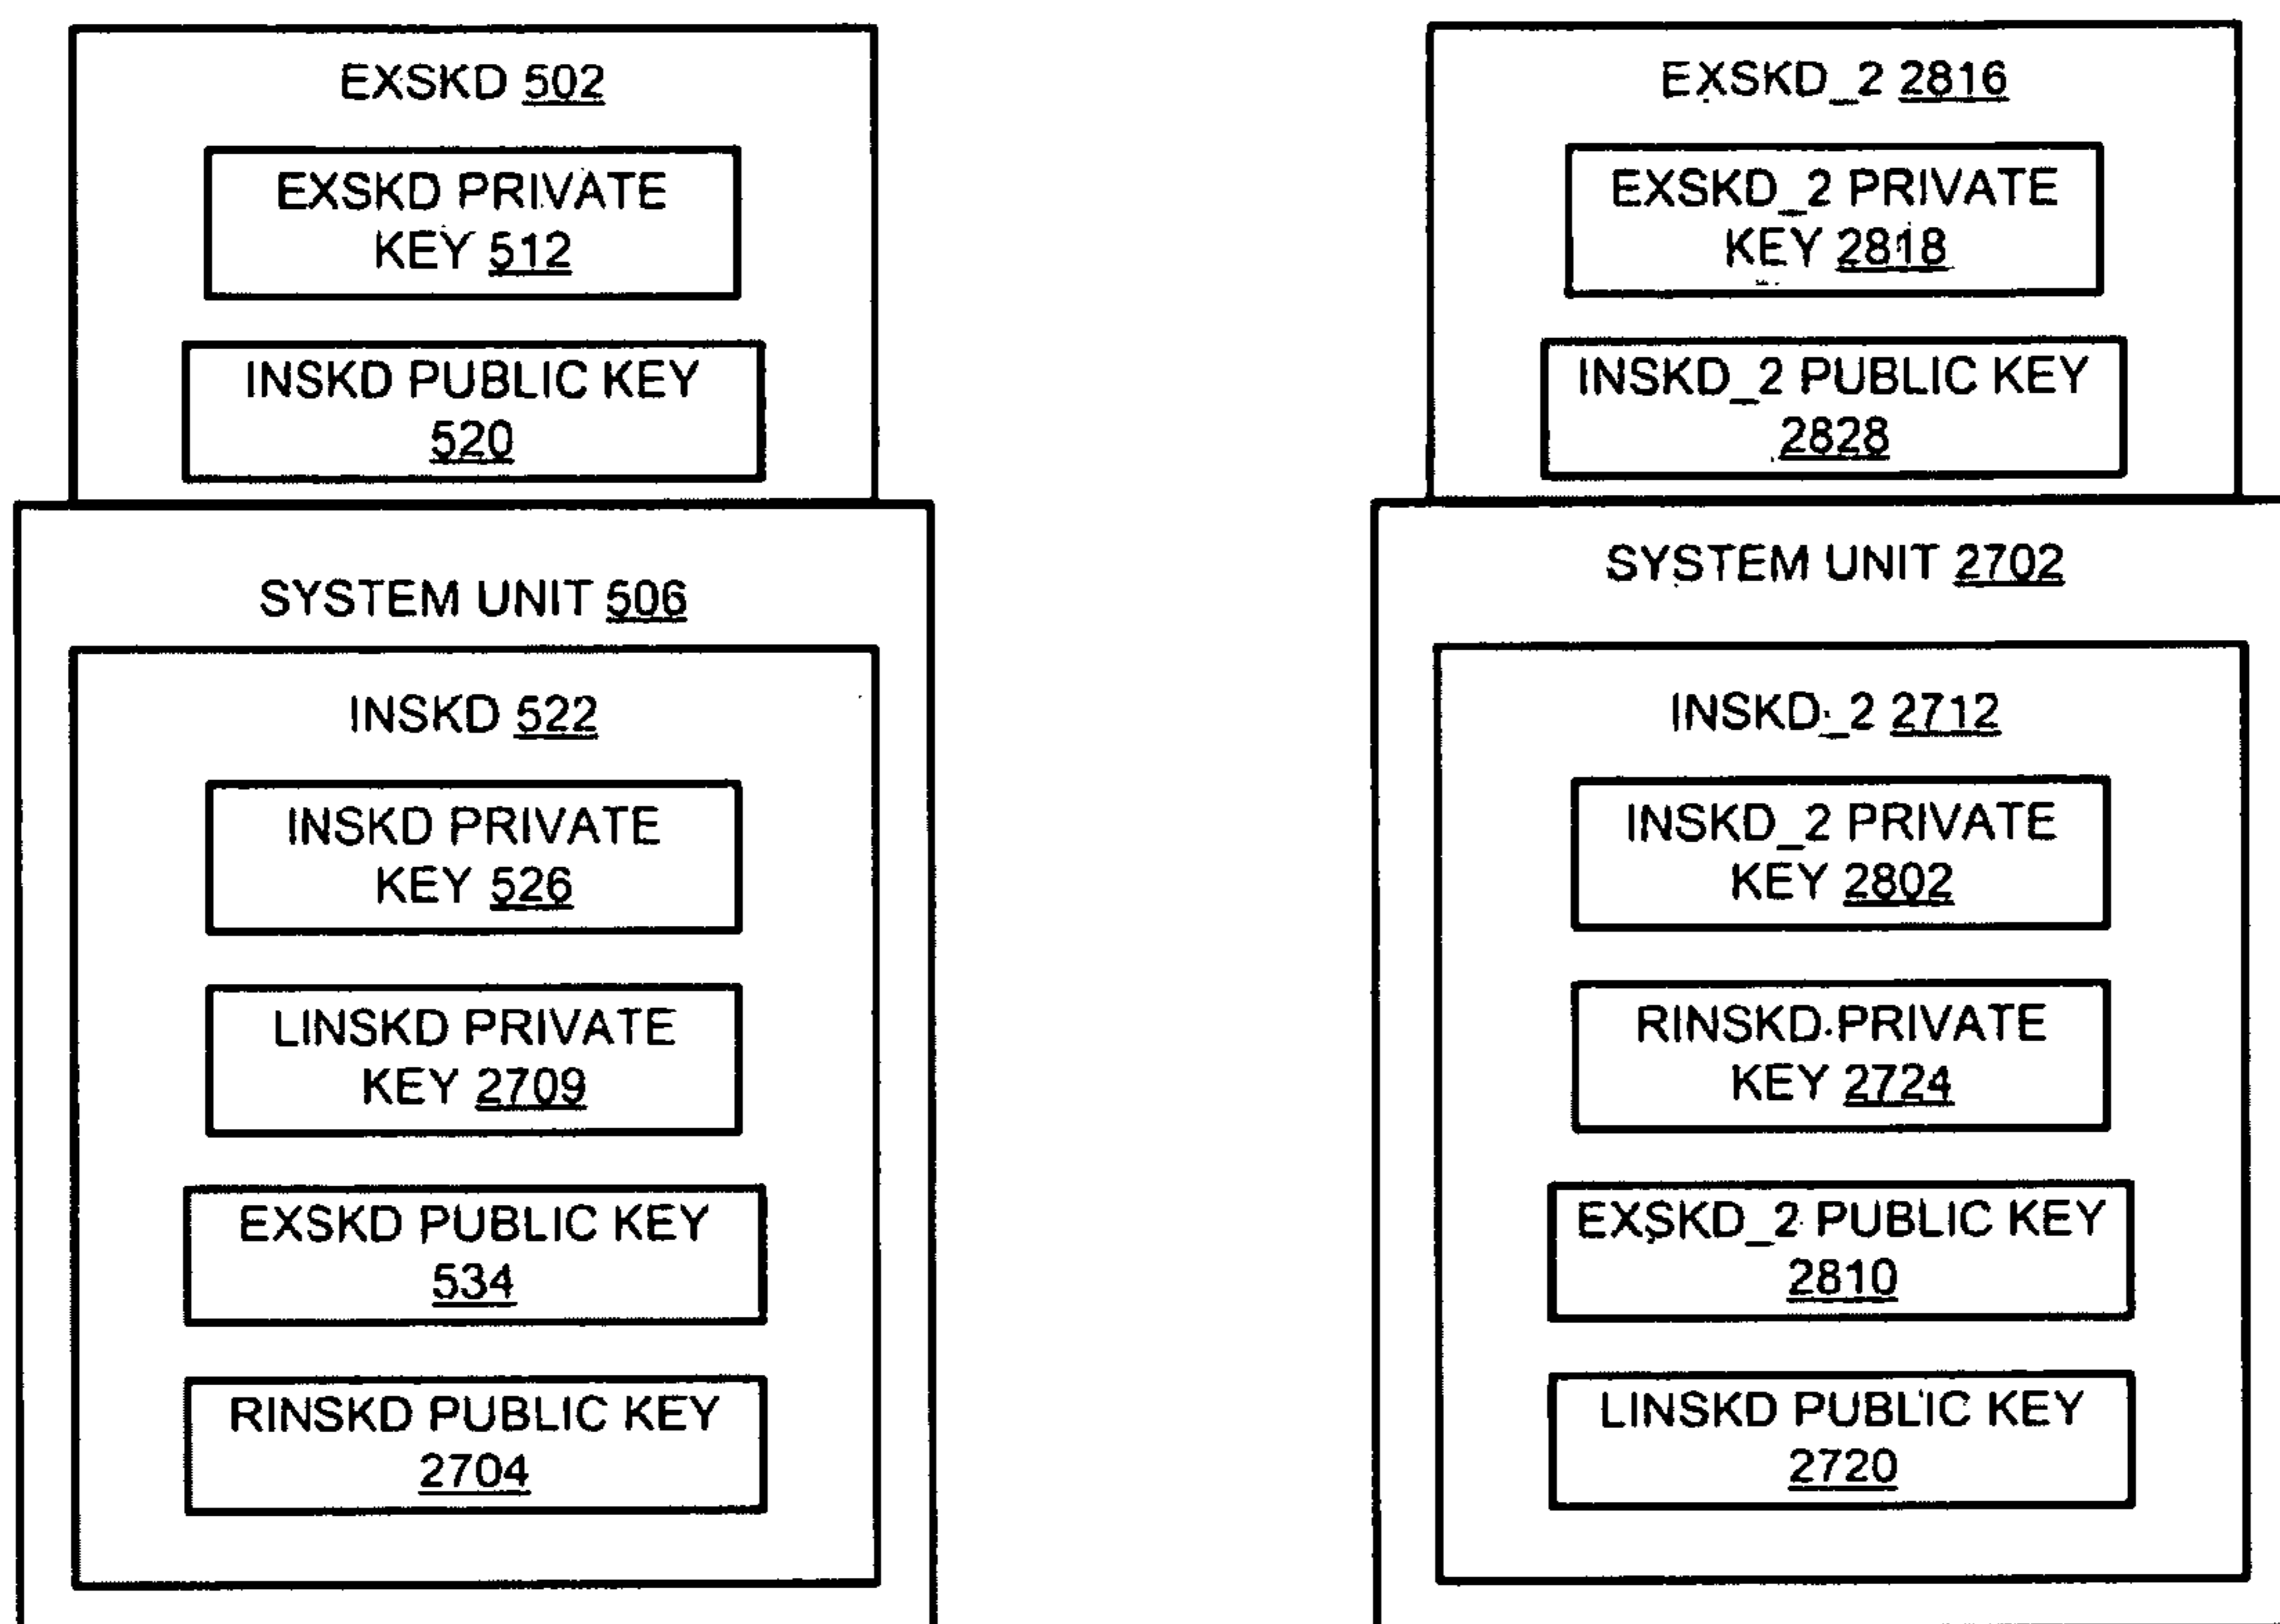 EXSKD 502
EXSKD PRIVATE
KEY 512
INSKD PUBLIC KEY
520
SYSTEM UNIT 506
INSKD 522
INSKD PRIVATE
KEY 526
LINSKD PRIVATE
KEY 2709
EXSKD PUBLIC KEY
534
RINSKD PUBLIC KEY
2704
EXSKD_2 2816
EXSKD_2 PRIVATE
KEY 2818
INSKD_2 PUBLIC KEY
2828
SYSTEM UNIT 2702
INSKD_2 2712
INSKD_2 PRIVATE
KEY 2802
RINSKD PRIVATE
KEY 2724
EXSKD_2 PUBLIC KEY
2810
LINSKD PUBLIC KEY
2720